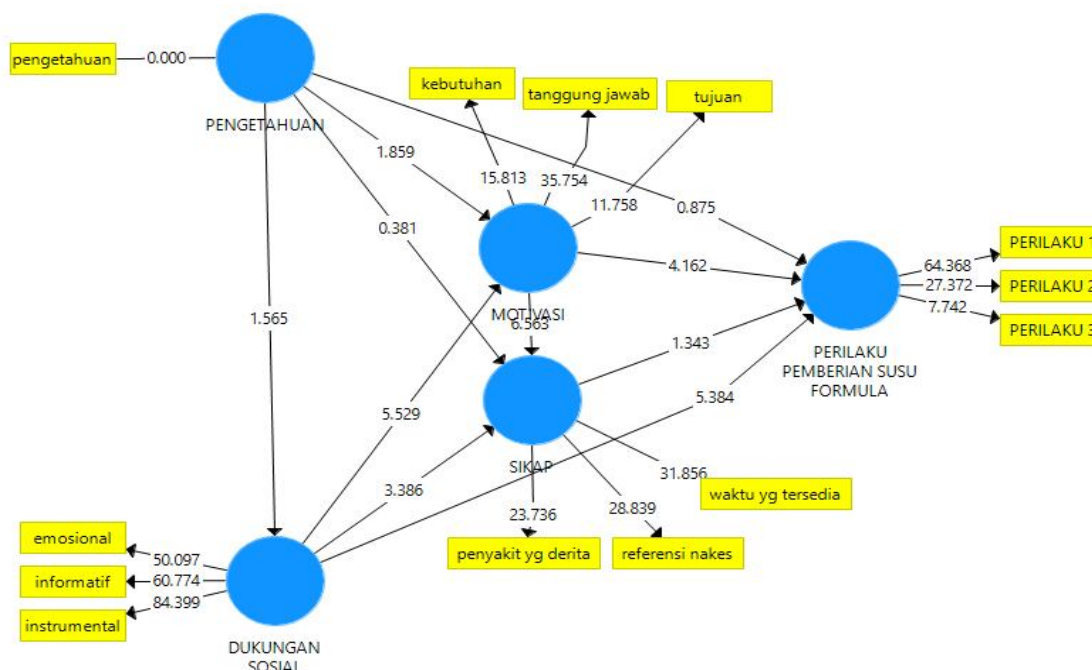 pengetahuan
0.000
PENGETAHUAN
kebutuhan
tanggung jawab
tujuan
1.859
15.813
35.754
11.758
0.381
0.875
4.162
MOTIVASI
6.563
1.565
PERILAKU 1
64.368
27.372
PERILAKU 2
7.742
PERILAKU 3
PERILAKU
PEMBERIAN SUSU
FORMULA
1.343
5.384
5.529
3.386
SIKAP
31.856
waktu yg tersedia
23.736
28.839
penyakit yg derita
referensi nakes
emosional
50.097
informatif
60.774
84.399
instrumental
DUKUNGAN
SOSIAL